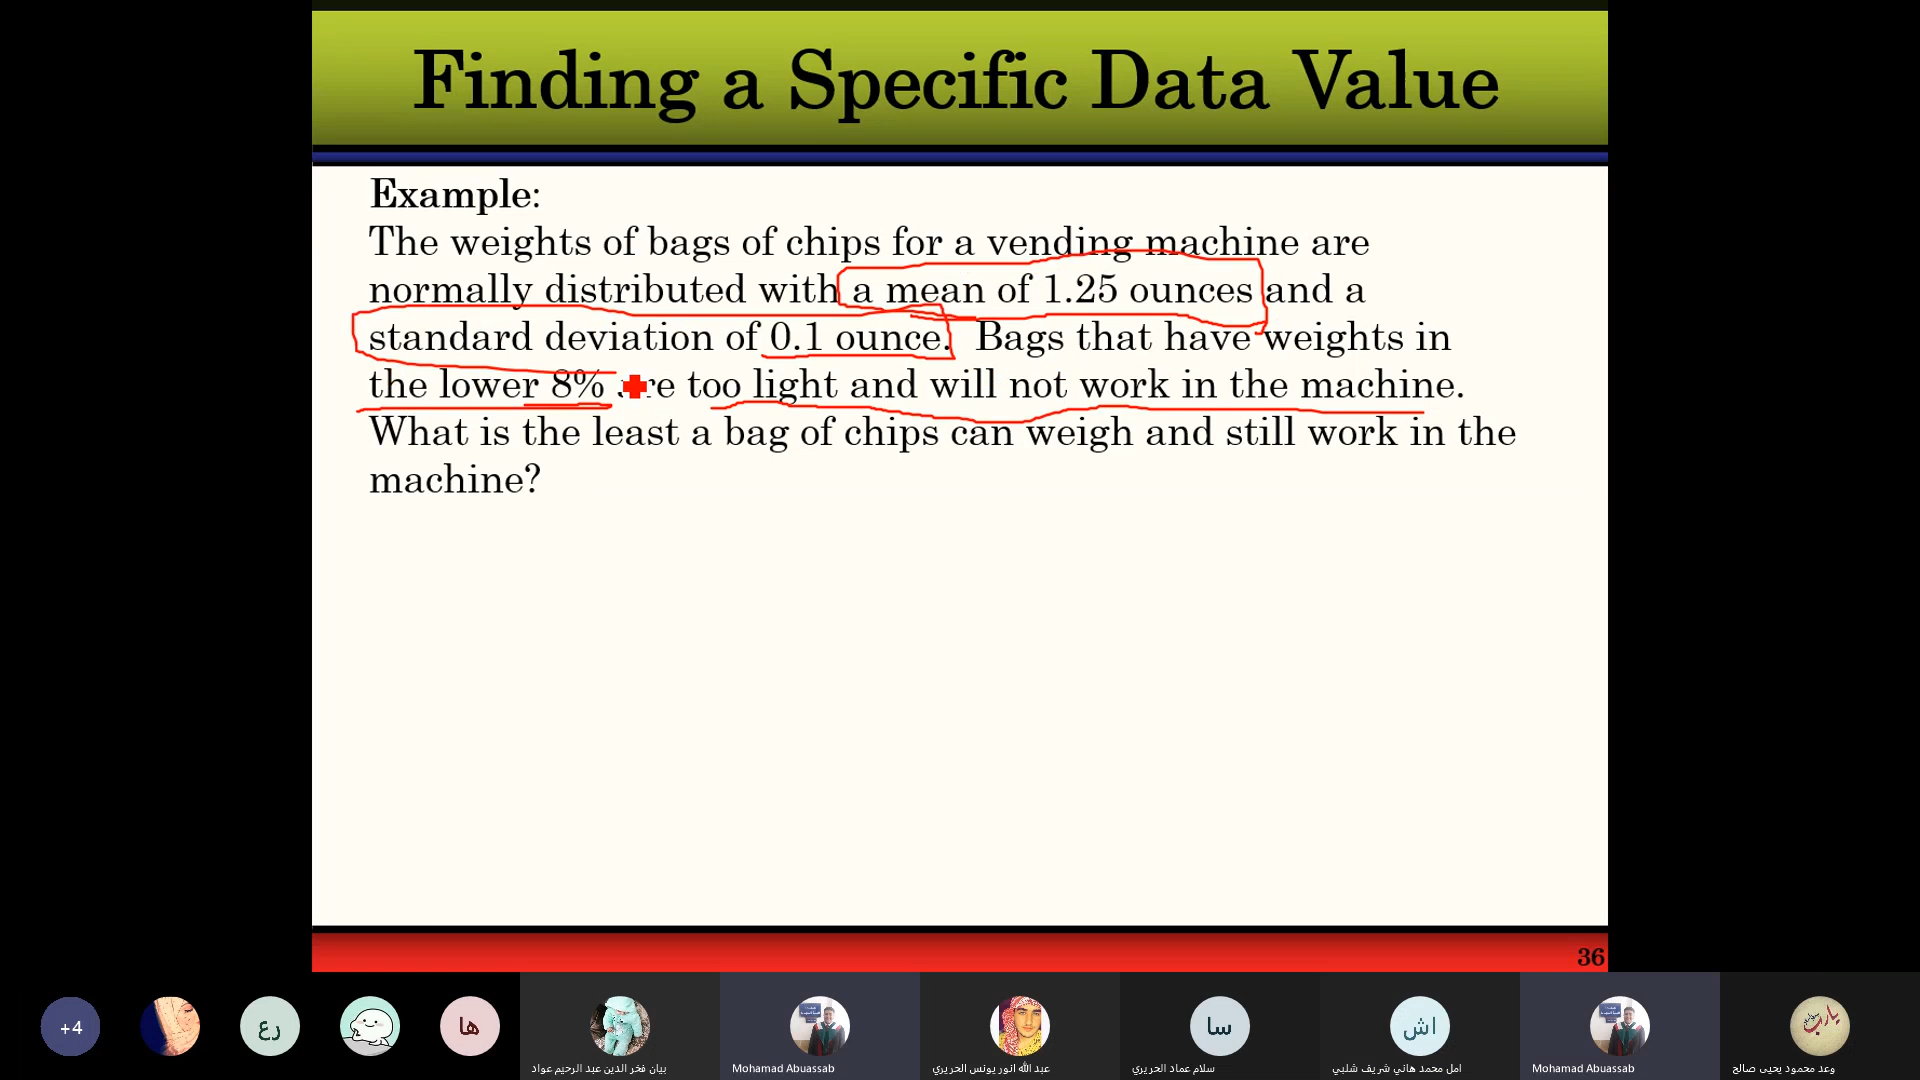 Finding a Specific Data Value
Example:
The weights of bags of chips for a vending machine are
normally distributed with a mean of 1.25 ounces and a
standard deviation of 0.1 ounce. Bags that have weights in
the lower 8% are too light and will not work in the machine.
What is the least a bag of chips can weigh and still work in the
machine?
36
+4
رع
ها
سا
اش
يارب
بيان فخر الدين عبد الرحيم عواد
Mohamad Abuassab
عبد الله انور يونس الحريري
سلام عماد الحريري
امل محمد هاني شريف شلبي
Mohamad Abuassab
وعد محمود يحيى صالح